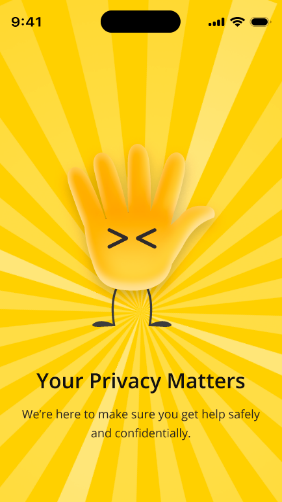 9:41
Your Privacy Matters
We're here to make sure you get help safely
and confidentially.